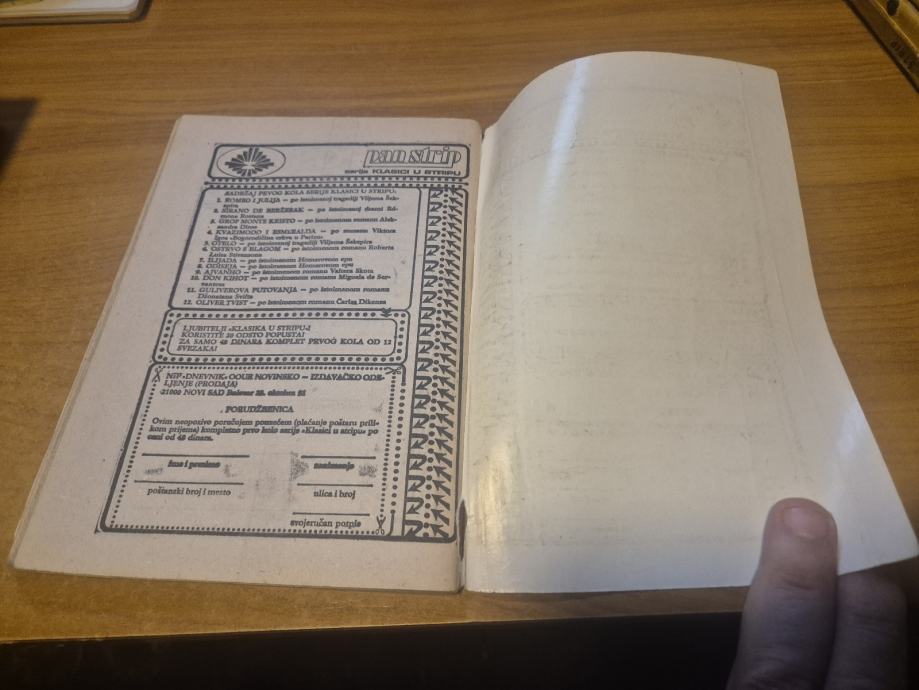 pan strip
serija KLASICI U STRIPU
SADRŽAJ PRVOG KOLA SERIJE KLASICI U STRIPU:
1. ROMEO I JULIJA — po istoimenoj tragediji Viljema Šekspira
2. SIRANO DE BERŽERAK — po istoimenoj drami Edmona Rostana
3. GROF MONTE KRISTO — po istoimenom romanu Aleksandra Dime
4. KVAZIMODO I ESMERALDA — po romanu Viktora
Igoa »Bogorodičina crkva u Parizu«
5. OTELO — po istoimenoj tragediji Viljema Šekspira
6. OSTRVO S BLAGOM — po istoimenom romanu Roberta
Luisa Stivensona
7. ILIJADA — po istoimenom Homerovom epu
8. ODISEJA — po istoimenom Homerovom epu
9. AJVANHO — po istoimenom romanu Valtera Skota
10. DON KIHOT — po istoimenom romanu Miguela de Servantesa
11. GULIVEROVA PUTOVANJA — po istoimenom romanu
Džonatana Svifta
12. OLIVER TVIST — po istoimenom romanu Čarlsa Dikensa
LJUBITELJI »KLASIKA U STRIPU«!
KORISTITE 20 ODSTO POPUSTA!
ZA SAMO 48 DINARA KOMPLET PRVOG KOLA OD 12
SVEZAKA!
NIP »DNEVNIK« OOUR NOVINSKO — IZDAVAČKO ODELJENJE (PRODAJA)
21000 NOVI SAD Bulevar 23. oktobra 31
PORUDŽBENICA
Ovim neopozivo poručujem pouzećem (plaćanje poštaru prilikom prijema) kompletno prvo kolo serije »Klasici u stripu« po
ceni od 48 dinara.
ime i prezime
zanimanje
poštanski broj i mesto
ulica i broj
svojeručan potpis